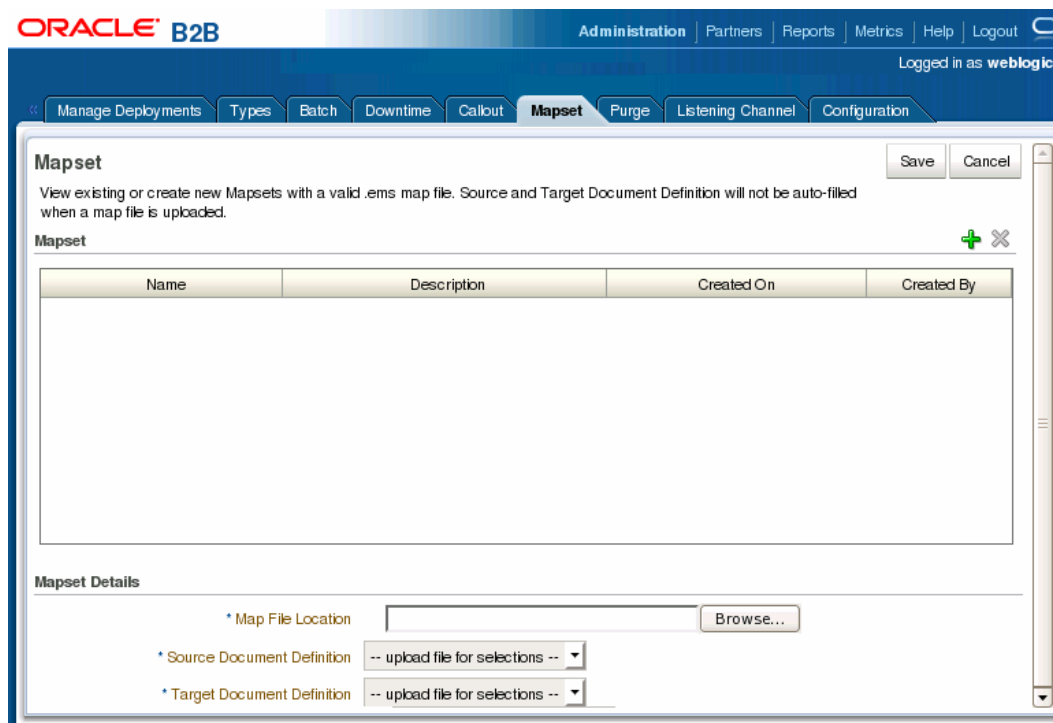 ORACLE B2B
Administration | Partners | Reports | Metrics | Help | Logout
Logged in as weblogic
« Manage Deployments Types Batch Downtime Callout Mapset Purge Listening Channel Configuration
Mapset Save Cancel
View existing or create new Mapsets with a valid .ems map file. Source and Target Document Definition will not be auto-filled
when a map file is uploaded.
Mapset
Name Description Created On Created By
Mapset Details
* Map File Location Browse...
* Source Document Definition -- upload file for selections --
* Target Document Definition -- upload file for selections --